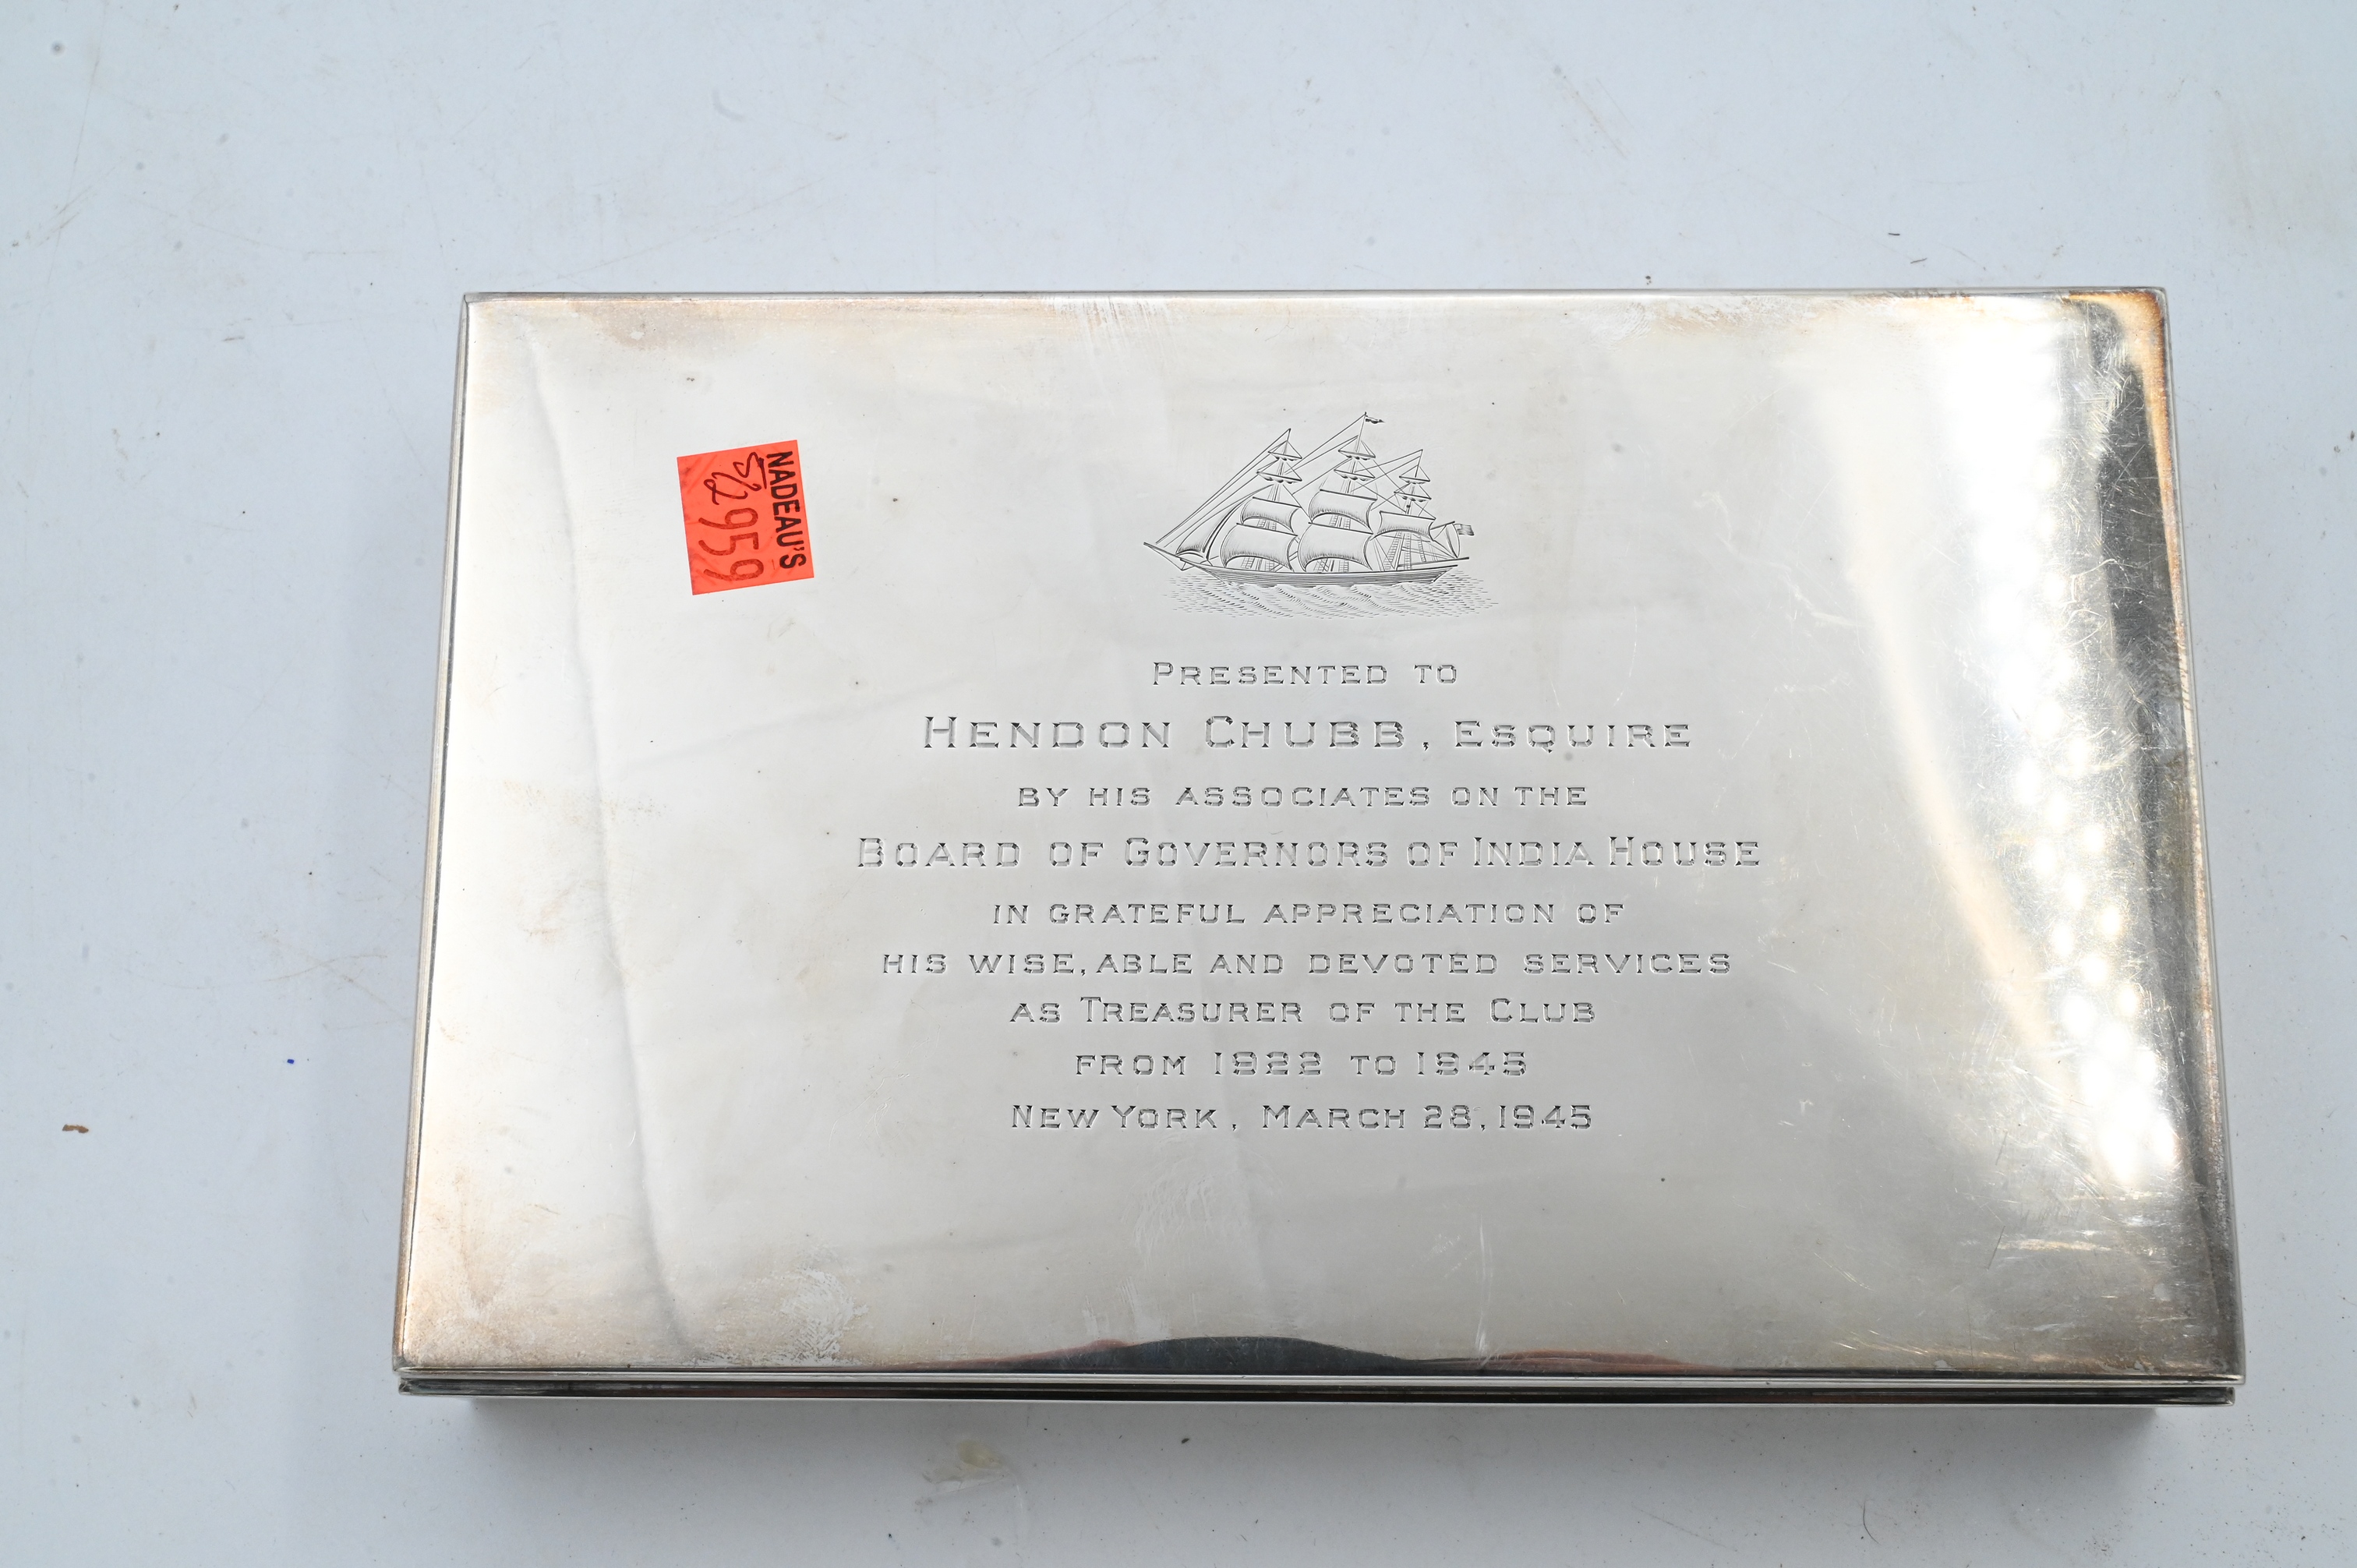 NADEAU'S
PRESENTED TO
HENDON CHUBB, ESQUIRE
BY HIS ASSOCIATES ON THE
BOARD OF GOVERNORS OF INDIA HOUSE
IN GRATEFUL APPRECIATION OF
HIS WISE, ABLE AND DEVOTED SERVICES
AS TREASURER OF THE CLUB
FROM 1922 TO 1945
NEW YORK, MARCH 28, 1945